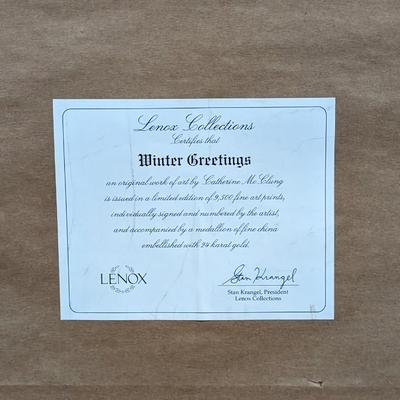 Lenox Collections
Certifies that
Winter Greetings
an original work of art by Catherine Mc Clung
is issued in a limited edition of 9,500 fine art prints,
individually signed and numbered by the artist,
and accompanied by a medallion of fine china
embellished with 24 karat gold.
LENOX
Stan Krangel
Stan Krangel, President
Lenox Collections